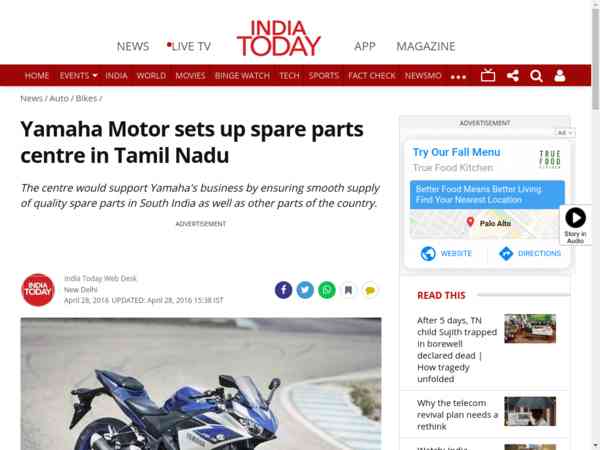 INDIA
TODAY
NEWS
LIVE TV
APP
MAGAZINE
HOME EVENTS INDIA WORLD MOVIES BINGE WATCH TECH SPORTS FACT CHECK NEWSMO
News / Auto / Bikes /
Yamaha Motor sets up spare parts
centre in Tamil Nadu
The centre would support Yamaha's business by ensuring smooth supply
of quality spare parts in South India as well as other parts of the country.
ADVERTISEMENT
INDIA
TODAY
India Today Web Desk
New Delhi
April 28, 2016 UPDATED: April 28, 2016 15:38 IST
YAMAHA
ADVERTISEMENT
Ad
Try Our Fall Menu
True Food Kitchen
TRUE
FOOD
KITCHEN
Better Food Means Better Living.
Find Your Nearest Location
Palo Alto
WEBSITE
DIRECTIONS
Story in
Audio
READ THIS
After 5 days, TN
child Sujith trapped
in borewell
declared dead |
How tragedy
unfolded
Why the telecom
revival plan needs a
rethink
Watch: India